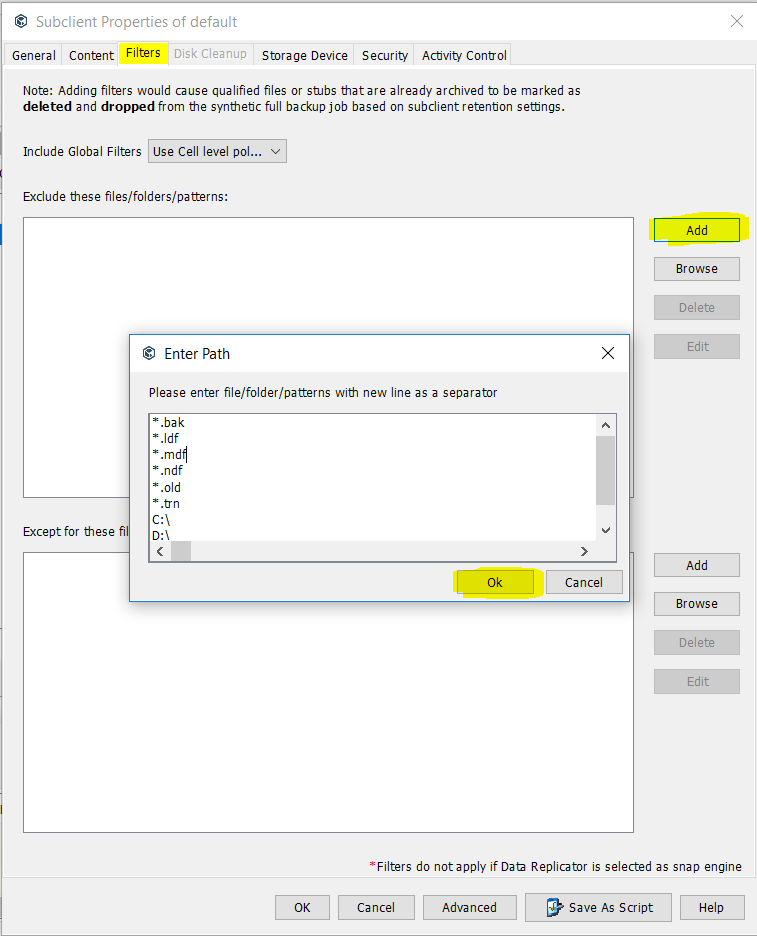 Subclient Properties of default
General Content Filters Disk Cleanup Storage Device Security Activity Control
Note: Adding filters would cause qualified files or stubs that are already archived to be marked as
deleted and dropped from the synthetic full backup job based on subclient retention settings.
Include Global Filters Use Cell level pol...
Exclude these files/folders/patterns:
Add
Browse
Delete
Edit
Enter Path
Please enter file/folder/patterns with new line as a separator
*.bak
*.ldf
*.mdf
*.ndf
*.old
*.trn
C:\
D:\
Ok Cancel
Except for these fil
Add
Browse
Delete
Edit
*Filters do not apply if Data Replicator is selected as snap engine
OK Cancel Advanced Save As Script Help